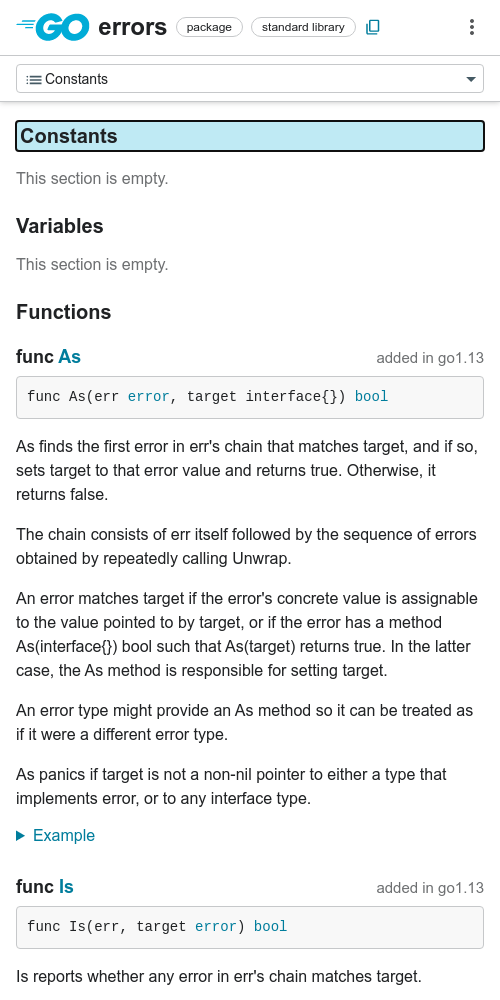 GO errors package standard library
Constants
Constants
This section is empty.
Variables
This section is empty.
Functions
func As added in go1.13
func As(err error, target interface{}) bool
As finds the first error in err's chain that matches target, and if so,
sets target to that error value and returns true. Otherwise, it
returns false.
The chain consists of err itself followed by the sequence of errors
obtained by repeatedly calling Unwrap.
An error matches target if the error's concrete value is assignable
to the value pointed to by target, or if the error has a method
As(interface{}) bool such that As(target) returns true. In the latter
case, the As method is responsible for setting target.
An error type might provide an As method so it can be treated as
if it were a different error type.
As panics if target is not a non-nil pointer to either a type that
implements error, or to any interface type.
Example
func Is added in go1.13
func Is(err, target error) bool
Is reports whether any error in err's chain matches target.